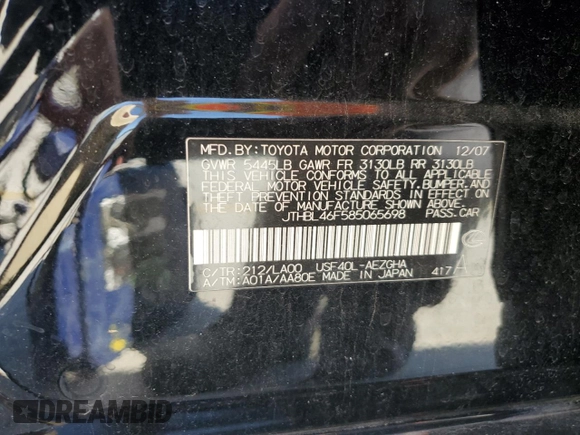 MFD. BY: TOYOTA MOTOR CORPORATION 12/07
GVWR 5445LB GAWR FR 3130LB RR 3130LB
THIS VEHICLE CONFORMS TO ALL APPLICABLE
FEDERAL MOTOR VEHICLE SAFETY, BUMPER, AND
THEFT PREVENTION STANDARDS IN EFFECT ON
THE DATE OF MANUFACTURE SHOWN ABOVE.
JTHBL46F585065698 PASS. CAR
C/TR: 212/LA00 USF40L-AEZGHA
A/TM: A01A/AA80E MADE IN JAPAN 417 A
DREAMBID